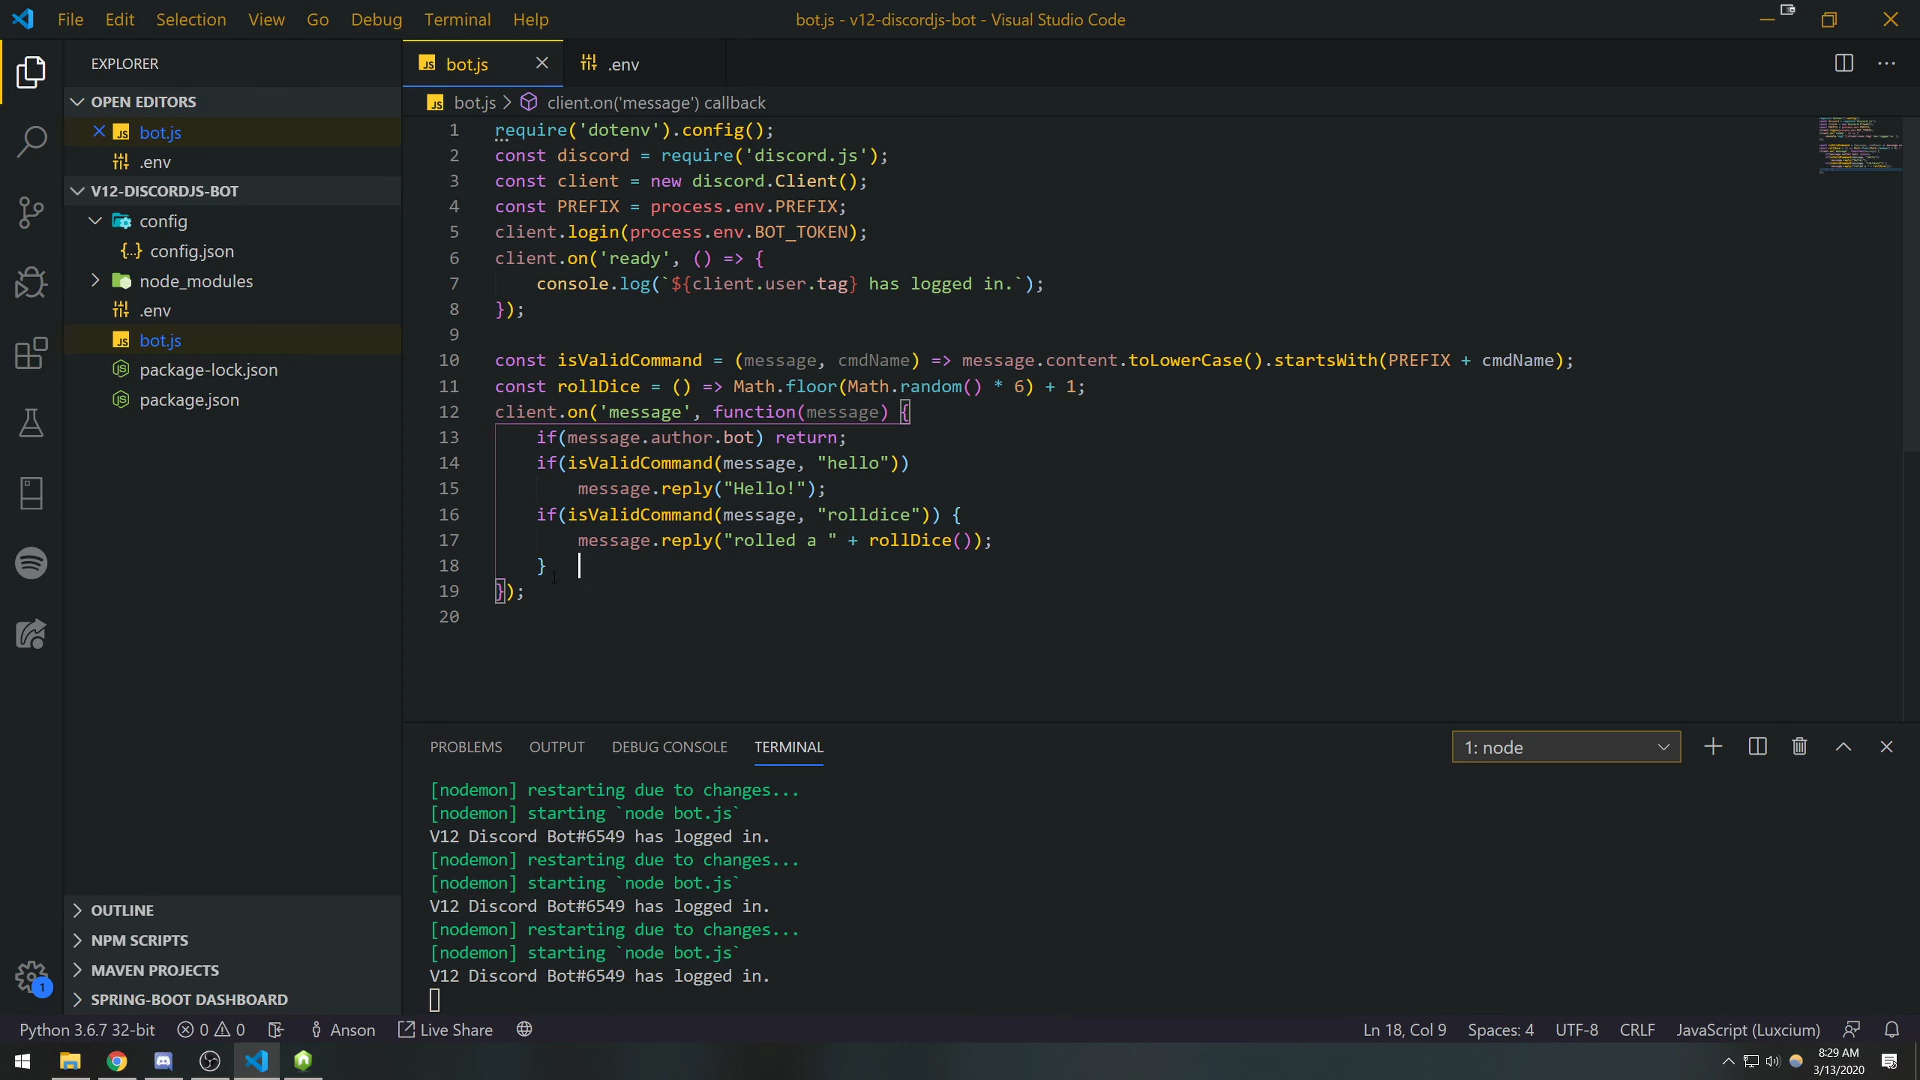 File Edit Selection View Go Debug Terminal Help
bot.js - v12-discordjs-bot - Visual Studio Code
EXPLORER
OPEN EDITORS
JS bot.js
.env
V12-DISCORDJS-BOT
config
{..} config.json
node_modules
.env
JS bot.js
package-lock.json
package.json
OUTLINE
NPM SCRIPTS
MAVEN PROJECTS
SPRING-BOOT DASHBOARD
JS bot.js
.env
JS bot.js > client.on('message') callback
1 require('dotenv').config();
2 const discord = require('discord.js');
3 const client = new discord.Client();
4 const PREFIX = process.env.PREFIX;
5 client.login(process.env.BOT_TOKEN);
6 client.on('ready', () => {
7 console.log(`${client.user.tag} has logged in.`);
8 });
9
10 const isValidCommand = (message, cmdName) => message.content.toLowerCase().startsWith(PREFIX + cmdName);
11 const rollDice = () => Math.floor(Math.random() * 6) + 1;
12 client.on('message', function(message) {
13 if(message.author.bot) return;
14 if(isValidCommand(message, "hello"))
15 message.reply("Hello!");
16 if(isValidCommand(message, "rolldice")) {
17 message.reply("rolled a " + rollDice());
18 }
19 });
20
PROBLEMS OUTPUT DEBUG CONSOLE TERMINAL
1: node
[nodemon] restarting due to changes...
[nodemon] starting `node bot.js`
V12 Discord Bot#6549 has logged in.
[nodemon] restarting due to changes...
[nodemon] starting `node bot.js`
V12 Discord Bot#6549 has logged in.
[nodemon] restarting due to changes...
[nodemon] starting `node bot.js`
V12 Discord Bot#6549 has logged in.
1
Python 3.6.7 32-bit 0 0 Anson Live Share
Ln 18, Col 9 Spaces: 4 UTF-8 CRLF JavaScript (Luxcium)
8:29 AM
3/13/2020